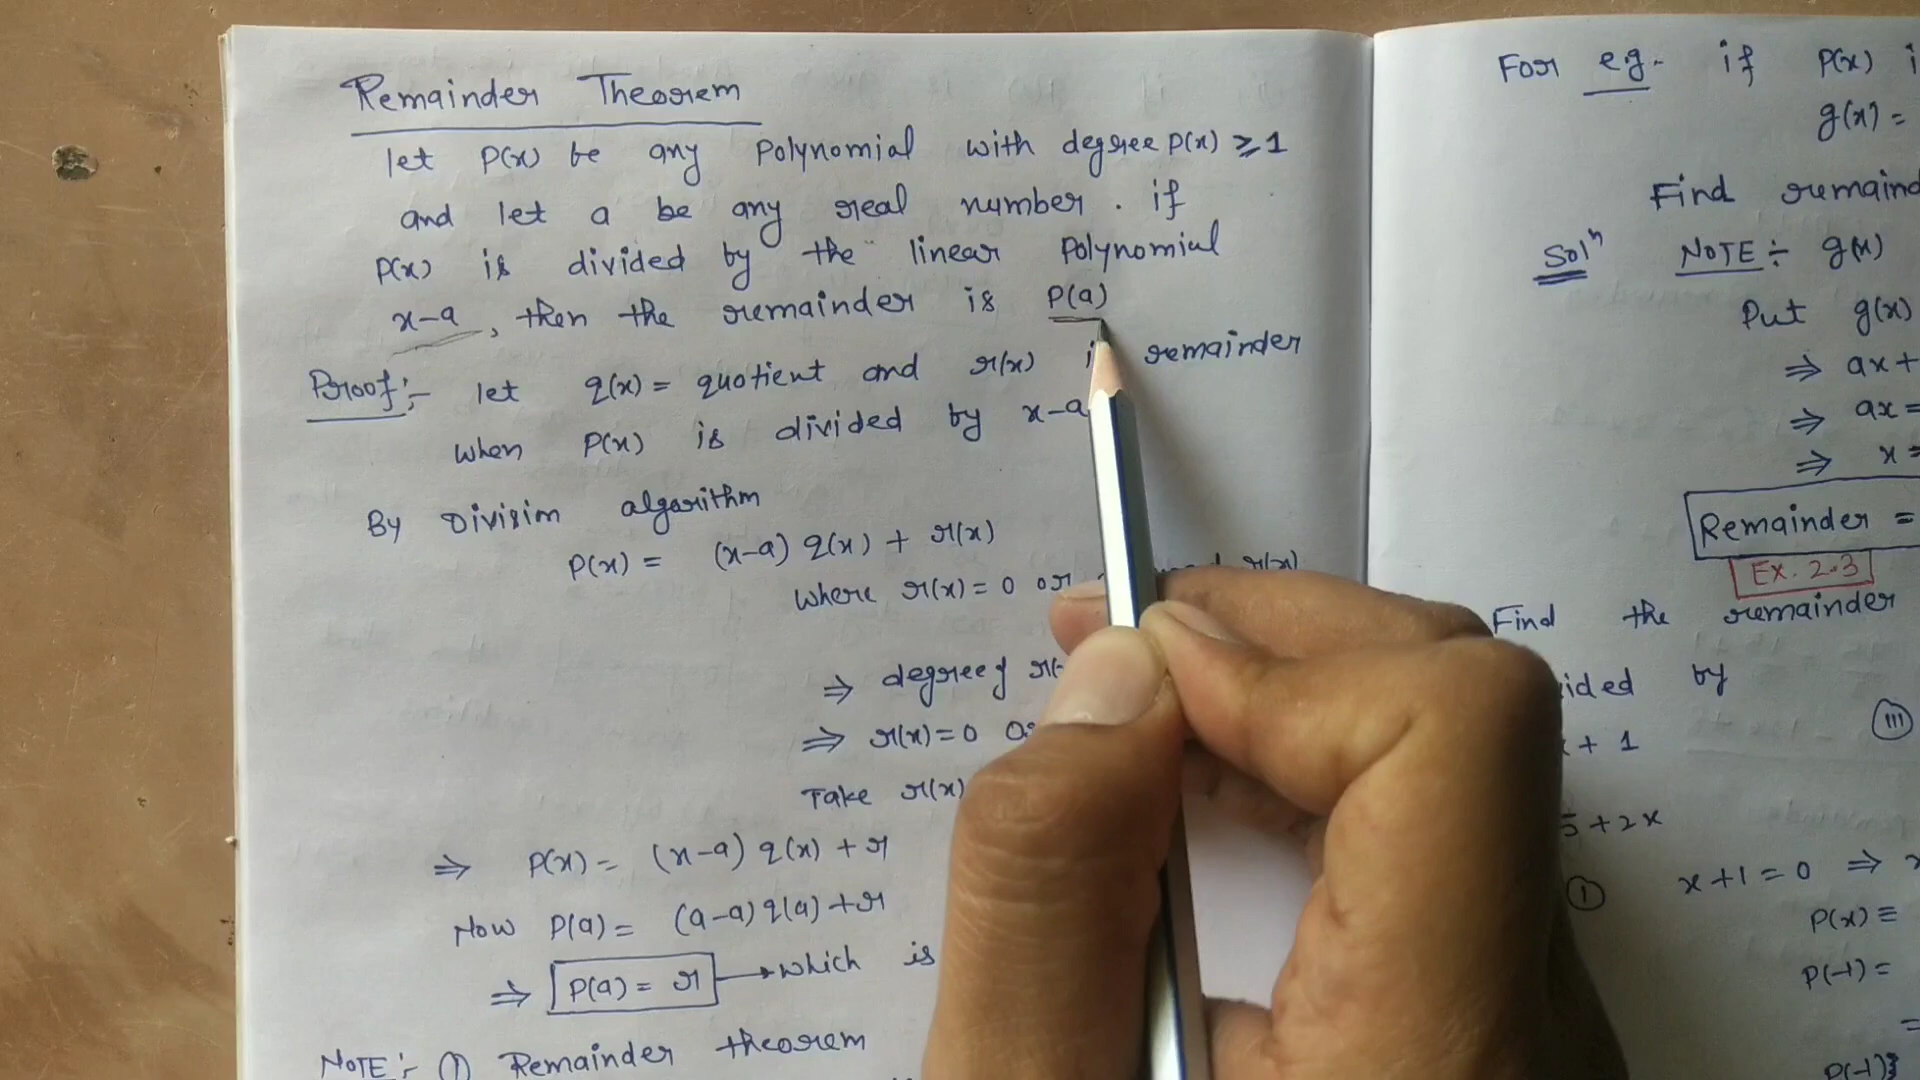 Remainder Theorem
let P(x) be any Polynomial with degree P(x) ⩾ 1
and let a be any real number. if
P(x) is divided by the linear Polynomial
x-a, then the remainder is P(a)
Proof:- let q(x) = quotient and r(x) remainder
when P(x) is divided by x-a
By Division algorithm
P(x) = (x-a) q(x) + r(x)
where r(x) = 0 or r(x)
⇒ degree of
⇒ r(x) = 0
Take r(x)
⇒ P(x) = (x-a) q(x) + r
Now P(a) = (a-a) q(a) + r
⇒ P(a) = r → which is
NOTE:- ① Remainder theorem
For e.g. if P(x)
g(x) =
Find
Solⁿ NOTE ÷ g(x)
Put g(x)
⇒ ax +
⇒ ax =
⇒ x =
Remainder =
Ex. 2.3
Find the remainder
by
III
+ 1
+ 2x
① x+1 = 0 ⇒
P(x) =
P(-1) =
=
P(-1)